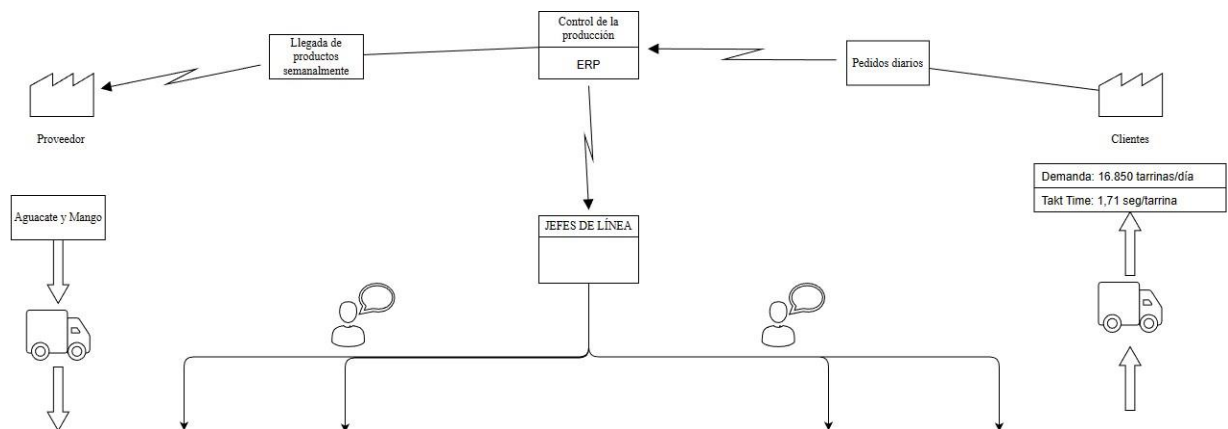 Control de la
producción
ERP
Llegada de
productos
semanalmente
Pedidos diarios
Proveedor
Clientes
Demanda: 16.850 tarrinas/día
Takt Time: 1,71 seg/tarrina
Aguacate y Mango
JEFES DE LÍNEA